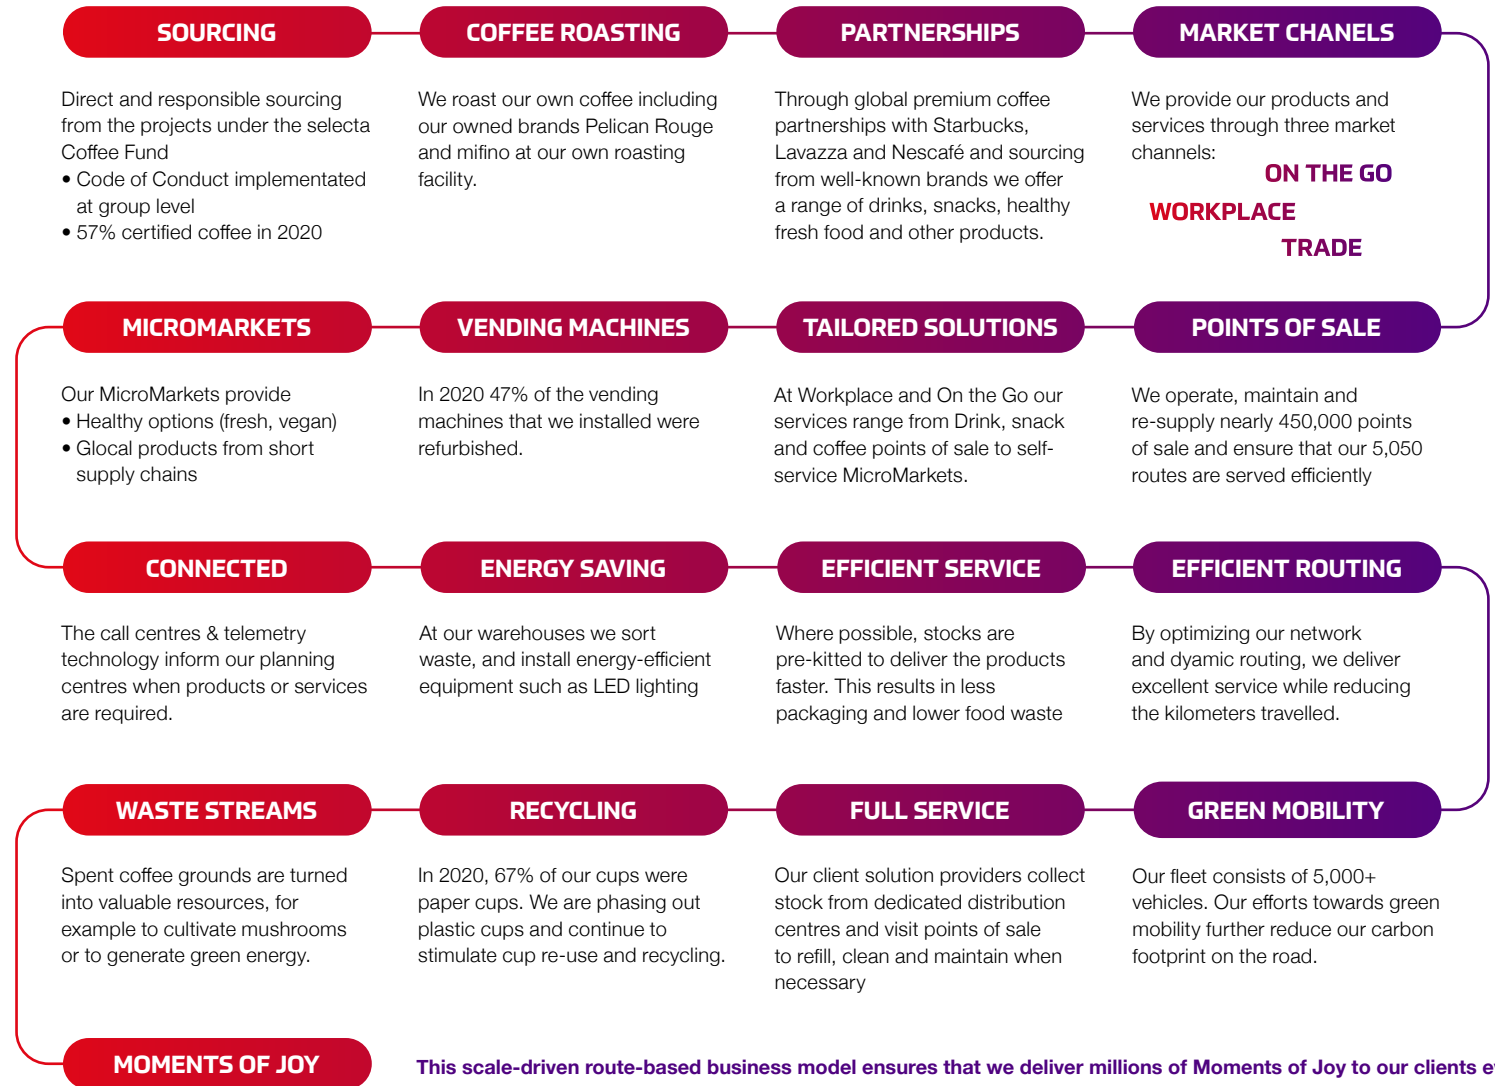 SOURCING
Direct and responsible sourcing
from the projects under the selecta
Coffee Fund
• Code of Conduct implementated
at group level
• 57% certified coffee in 2020
COFFEE ROASTING
We roast our own coffee including
our owned brands Pelican Rouge
and mifino at our own roasting
facility.
PARTNERSHIPS
Through global premium coffee
partnerships with Starbucks,
Lavazza and Nescafé and sourcing
from well-known brands we offer
a range of drinks, snacks, healthy
fresh food and other products.
MARKET CHANELS
We provide our products and
services through three market
channels:
ON THE GO
WORKPLACE
TRADE
MICROMARKETS
Our MicroMarkets provide
• Healthy options (fresh, vegan)
• Glocal products from short
supply chains
VENDING MACHINES
In 2020 47% of the vending
machines that we installed were
refurbished.
TAILORED SOLUTIONS
At Workplace and On the Go our
services range from Drink, snack
and coffee points of sale to self-
service MicroMarkets.
POINTS OF SALE
We operate, maintain and
re-supply nearly 450,000 points
of sale and ensure that our 5,050
routes are served efficiently
CONNECTED
The call centres & telemetry
technology inform our planning
centres when products or services
are required.
ENERGY SAVING
At our warehouses we sort
waste, and install energy-efficient
equipment such as LED lighting
EFFICIENT SERVICE
Where possible, stocks are
pre-kitted to deliver the products
faster. This results in less
packaging and lower food waste
EFFICIENT ROUTING
By optimizing our network
and dyamic routing, we deliver
excellent service while reducing
the kilometers travelled.
WASTE STREAMS
Spent coffee grounds are turned
into valuable resources, for
example to cultivate mushrooms
or to generate green energy.
RECYCLING
In 2020, 67% of our cups were
paper cups. We are phasing out
plastic cups and continue to
stimulate cup re-use and recycling.
FULL SERVICE
Our client solution providers collect
stock from dedicated distribution
centres and visit points of sale
to refill, clean and maintain when
necessary
GREEN MOBILITY
Our fleet consists of 5,000+
vehicles. Our efforts towards green
mobility further reduce our carbon
footprint on the road.
MOMENTS OF JOY
This scale-driven route-based business model ensures that we deliver millions of Moments of Joy to our clients